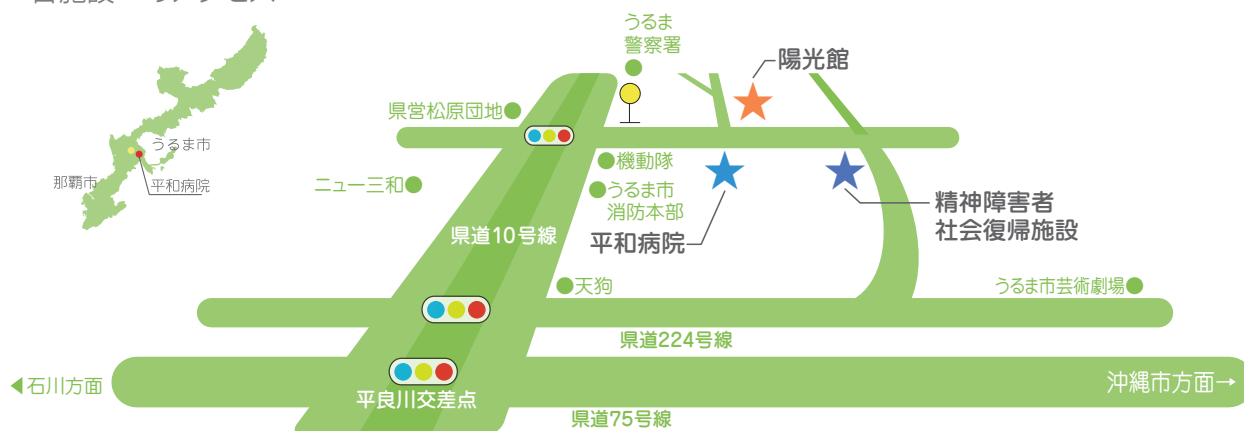 うるま
警察署
陽光館
県営松原団地
うるま市
機動隊
那覇市
平和病院
ニュー三和
うるま市
消防本部
精神障害者
社会復帰施設
県道10号線
平和病院
天狗
うるま市芸術劇場
県道224号線
石川方面
沖縄市方面→
平良川交差点
県道75号線